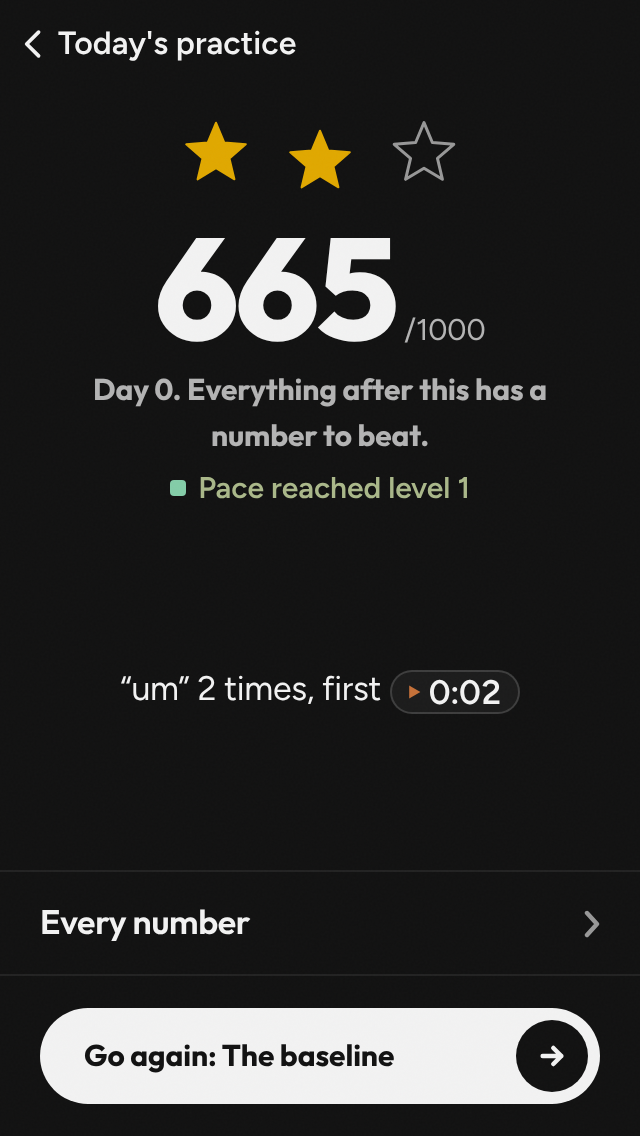 Today's practice
665 /1000
Day 0. Everything after this has a
number to beat.
Pace reached level 1
“um” 2 times, first 0:02
Every number
Go again: The baseline